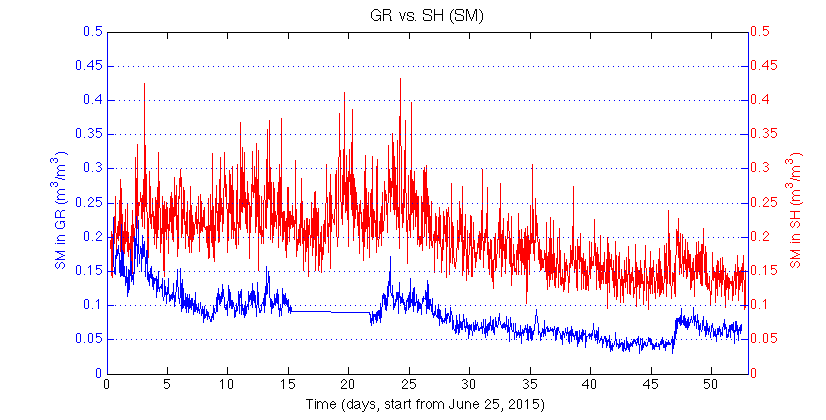 GR vs. SH (SM)
0.5 0.5
0.45 0.45
0.4 0.4
0.35 0.35
0.3 0.3
0.25 0.25
0.2 0.2
0.15 0.15
0.1 0.1
0.05 0.05
0 0
SM in GR (m³/m³)
SM in SH (m³/m³)
0 5 10 15 20 25 30 35 40 45 50
Time (days, start from June 25, 2015)